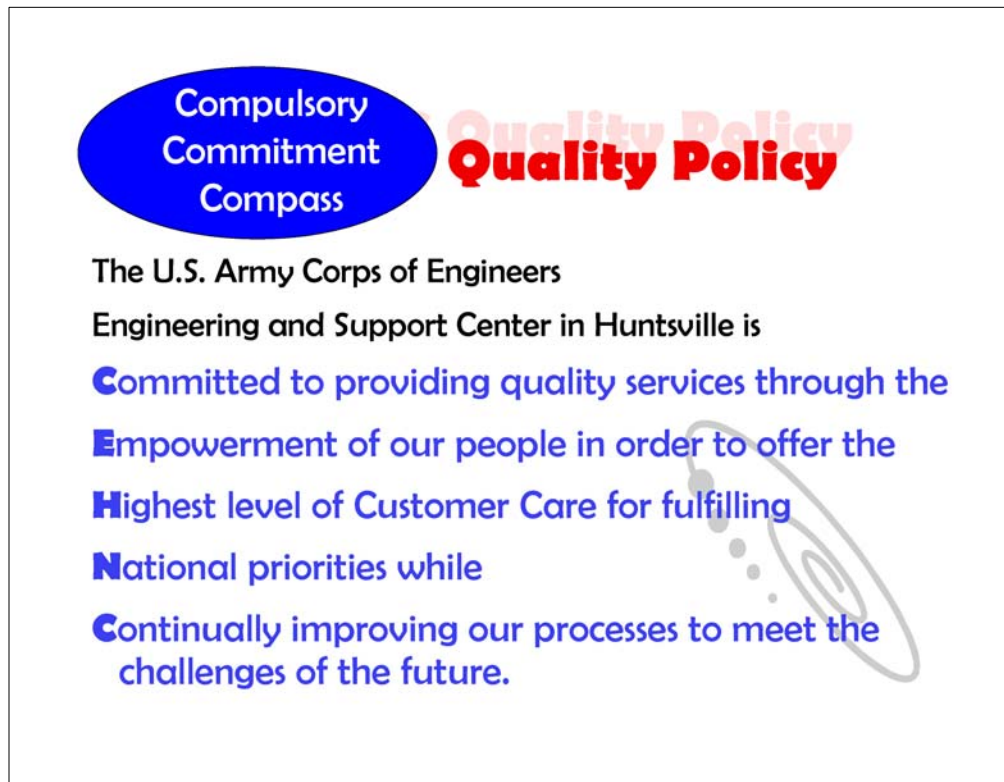 Compulsory
Commitment
Compass
Quality Policy
The U.S. Army Corps of Engineers
Engineering and Support Center in Huntsville is
Committed to providing quality services through the
Empowerment of our people in order to offer the
Highest level of Customer Care for fulfilling
National priorities while
Continually improving our processes to meet the
challenges of the future.